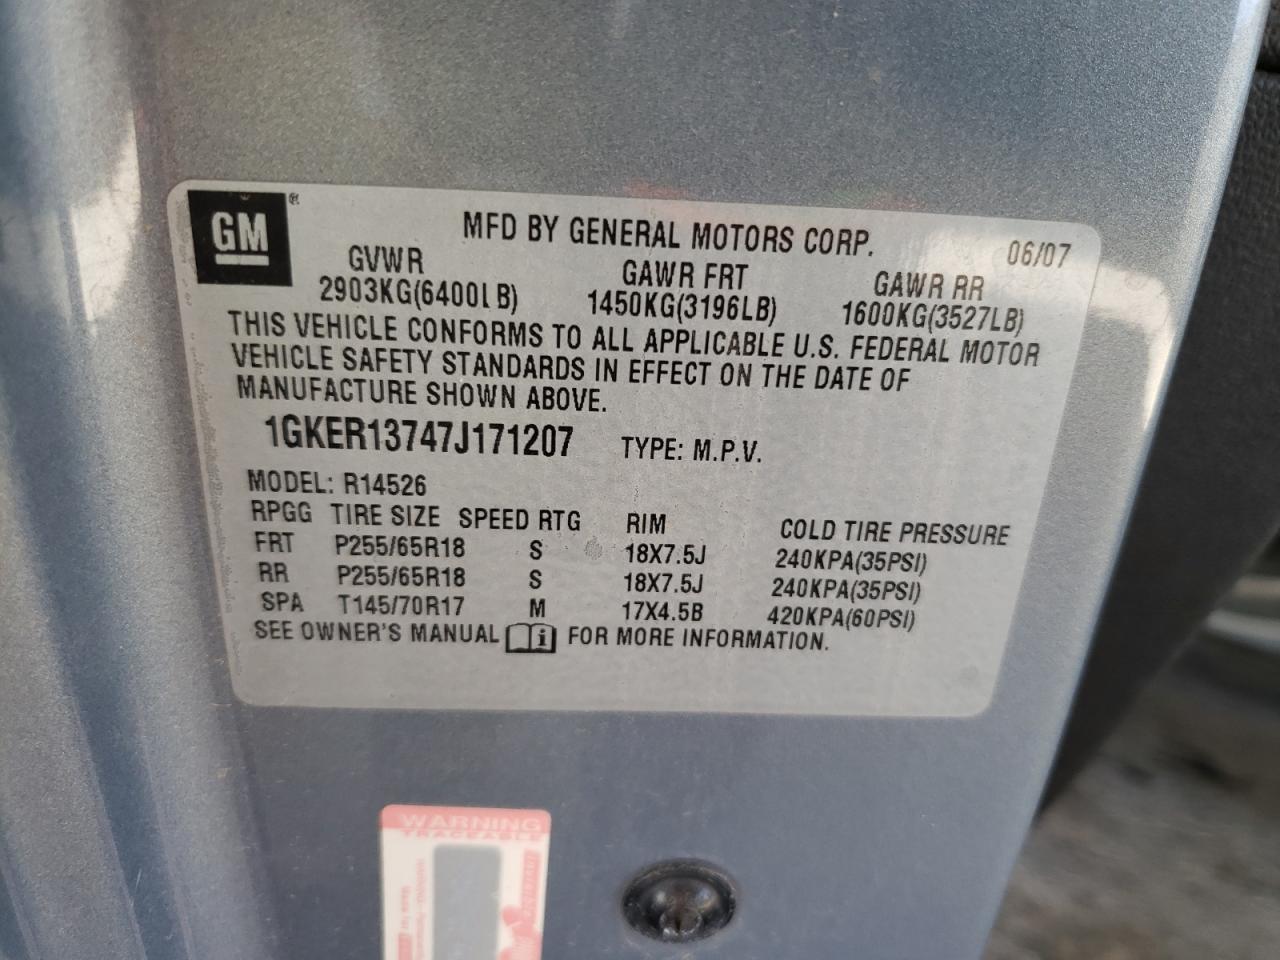 GM ®
MFD BY GENERAL MOTORS CORP. 06/07
GVWR GAWR FRT GAWR RR
2903KG(6400LB) 1450KG(3196LB) 1600KG(3527LB)
THIS VEHICLE CONFORMS TO ALL APPLICABLE U.S. FEDERAL MOTOR
VEHICLE SAFETY STANDARDS IN EFFECT ON THE DATE OF
MANUFACTURE SHOWN ABOVE.
1GKER13747J171207 TYPE: M.P.V.
MODEL: R14526
RPGG TIRE SIZE SPEED RTG RIM COLD TIRE PRESSURE
FRT P255/65R18 S 18X7.5J 240KPA(35PSI)
RR P255/65R18 S 18X7.5J 240KPA(35PSI)
SPA T145/70R17 M 17X4.5B 420KPA(60PSI)
SEE OWNER'S MANUAL i FOR MORE INFORMATION.
WARNING
TRACEABLE